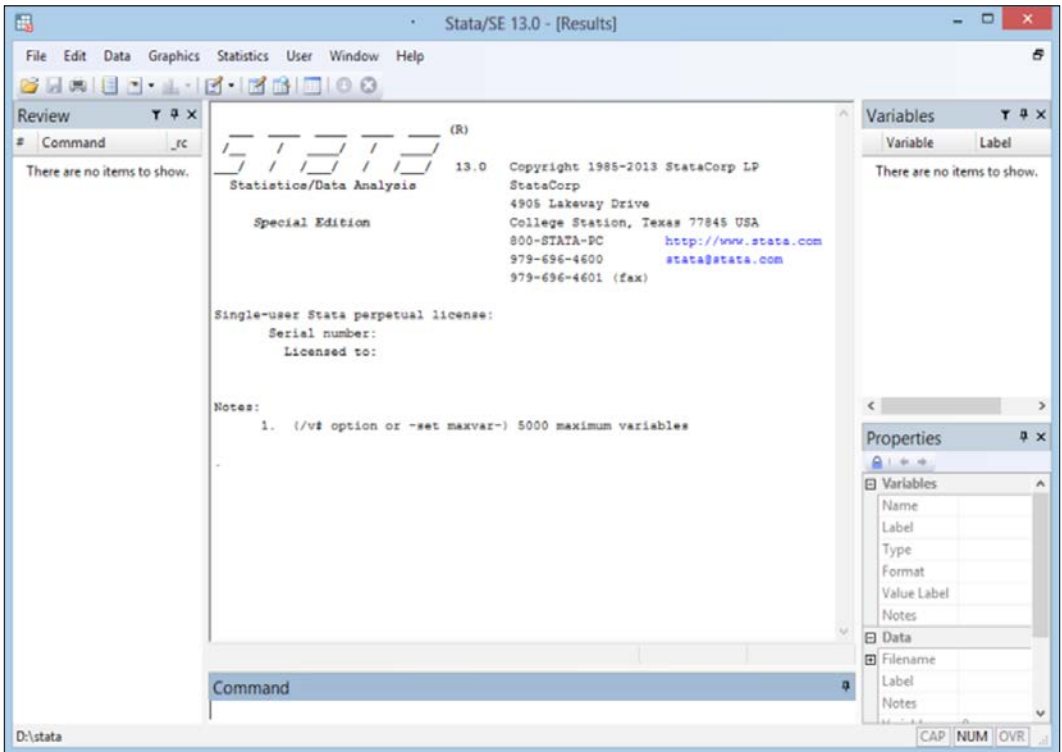 Stata/SE 13.0 - [Results]
File Edit Data Graphics Statistics User Window Help
Review
# Command _rc
There are no items to show.
(R)
STATA
13.0 Copyright 1985-2013 StataCorp LP
Statistics/Data Analysis StataCorp
4905 Lakeway Drive
Special Edition College Station, Texas 77845 USA
800-STATA-PC http://www.stata.com
979-696-4600 stata@stata.com
979-696-4601 (fax)
Single-user Stata perpetual license:
Serial number:
Licensed to:
Notes:
1. (/v# option or -set maxvar-) 5000 maximum variables
.
Command
Variables
Variable Label
There are no items to show.
Properties
Variables
Name
Label
Type
Format
Value Label
Notes
Data
Filename
Label
Notes
D:\stata
CAP NUM OVR